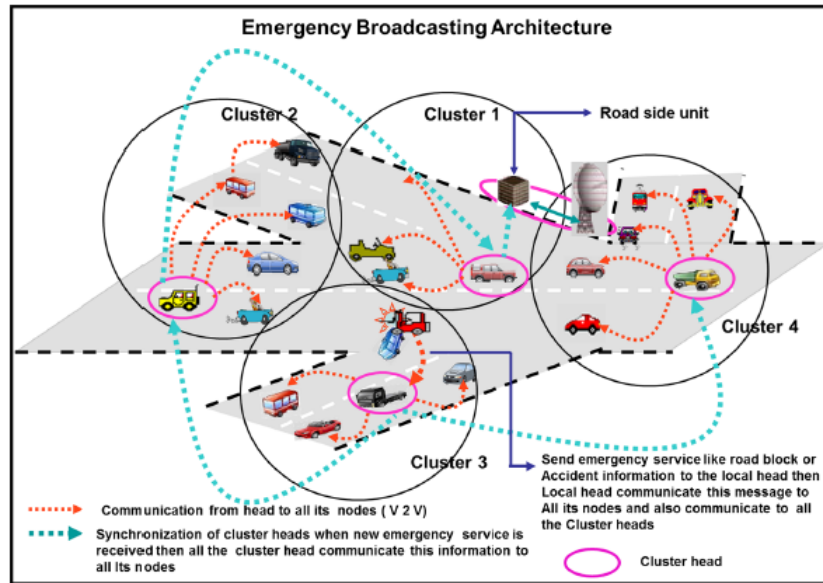 Emergency Broadcasting Architecture
Cluster 2
Cluster 1
Road side unit
Cluster 4
Cluster 3
Send emergency service like road block or
Accident information to the local head then
Local head communicate this message to
All its nodes and also communicate to all
the Cluster heads
Communication from head to all its nodes ( V 2 V)
Synchronization of cluster heads when new emergency service is
received then all the cluster head communicate this information to
all Its nodes
Cluster head